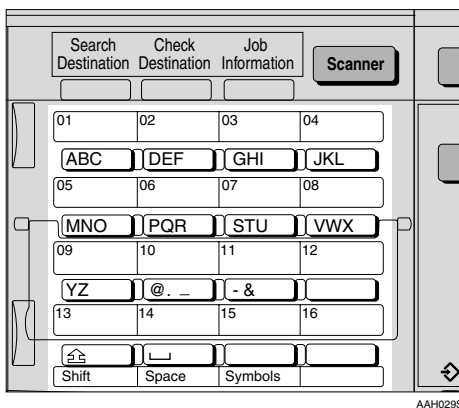 Search Check Job
Destination Destination Information Scanner
01 02 03 04
ABC DEF GHI JKL
05 06 07 08
MNO PQR STU VWX
09 10 11 12
YZ @. _ - &
13 14 15 16
Shift Space Symbols
AAH029S